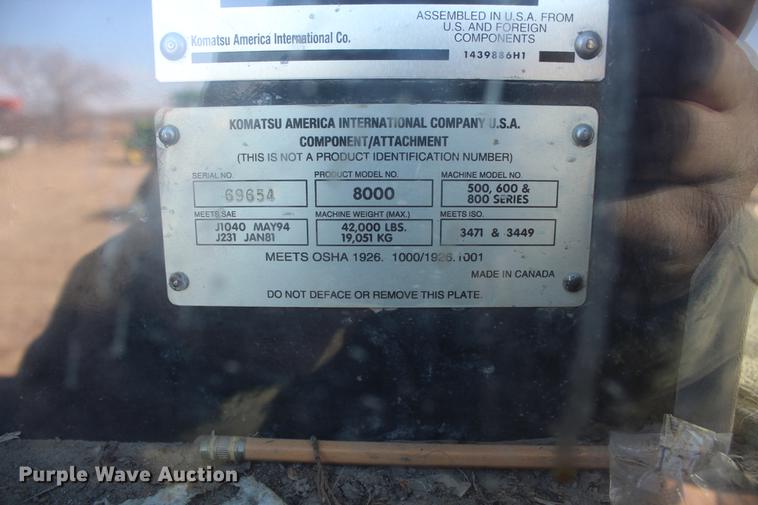 ASSEMBLED IN U.S.A. FROM
U.S. AND FOREIGN
COMPONENTS
Komatsu America International Co.
1439886H1
KOMATSU AMERICA INTERNATIONAL COMPANY U.S.A.
COMPONENT/ATTACHMENT
(THIS IS NOT A PRODUCT IDENTIFICATION NUMBER)
SERIAL NO. PRODUCT MODEL NO. MACHINE MODEL NO.
69654 8000 500, 600 &
800 SERIES
MEETS SAE MACHINE WEIGHT (MAX.) MEETS ISO.
J1040 MAY94 42,000 LBS. 3471 & 3449
J231 JAN81 19,051 KG
MEETS OSHA 1926. 1000/1926.1001
MADE IN CANADA
DO NOT DEFACE OR REMOVE THIS PLATE.
Purple Wave Auction